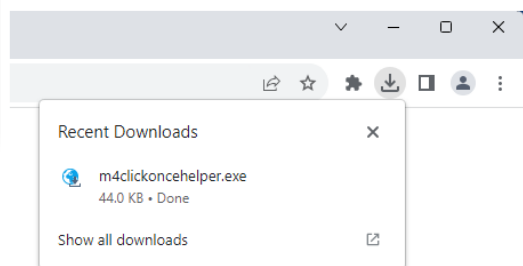 Recent Downloads
m4clickoncehelper.exe
44.0 KB • Done
Show all downloads